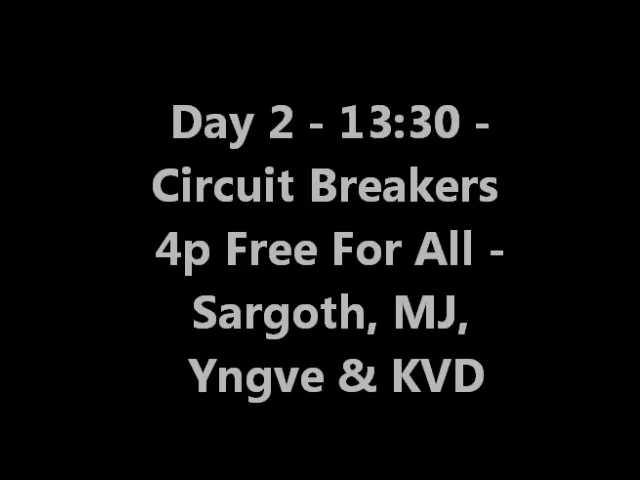 Day 2 - 13:30 -
Circuit Breakers
4p Free For All -
Sargoth, MJ,
Yngve & KVD